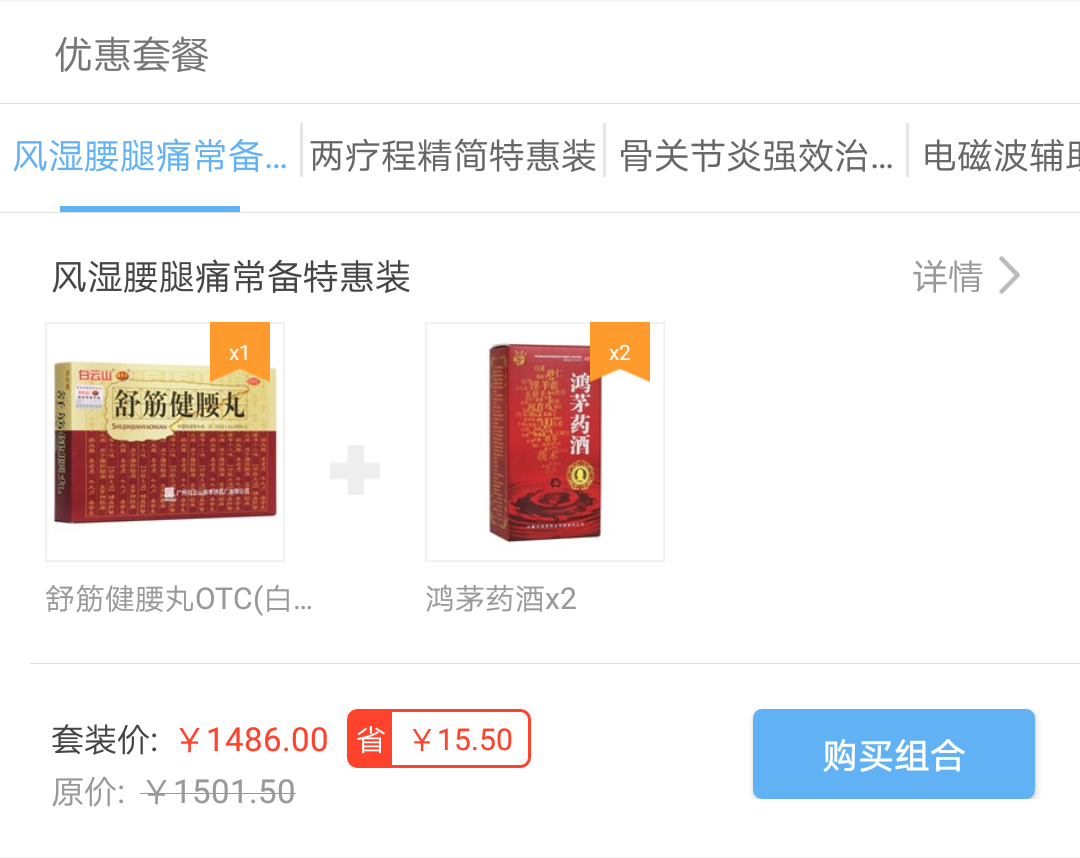 优惠套餐
风湿腰腿痛常备...
两疗程精简特惠装
骨关节炎强效治...
电磁波辅助
风湿腰腿痛常备特惠装
详情
x1
x2
白云山
舒筋健腰丸
SHUJINJIANYAOWAN
鸿茅药酒
舒筋健腰丸OTC(白...
鸿茅药酒x2
套装价: ￥1486.00 省 ￥15.50
原价: ￥1501.50
购买组合